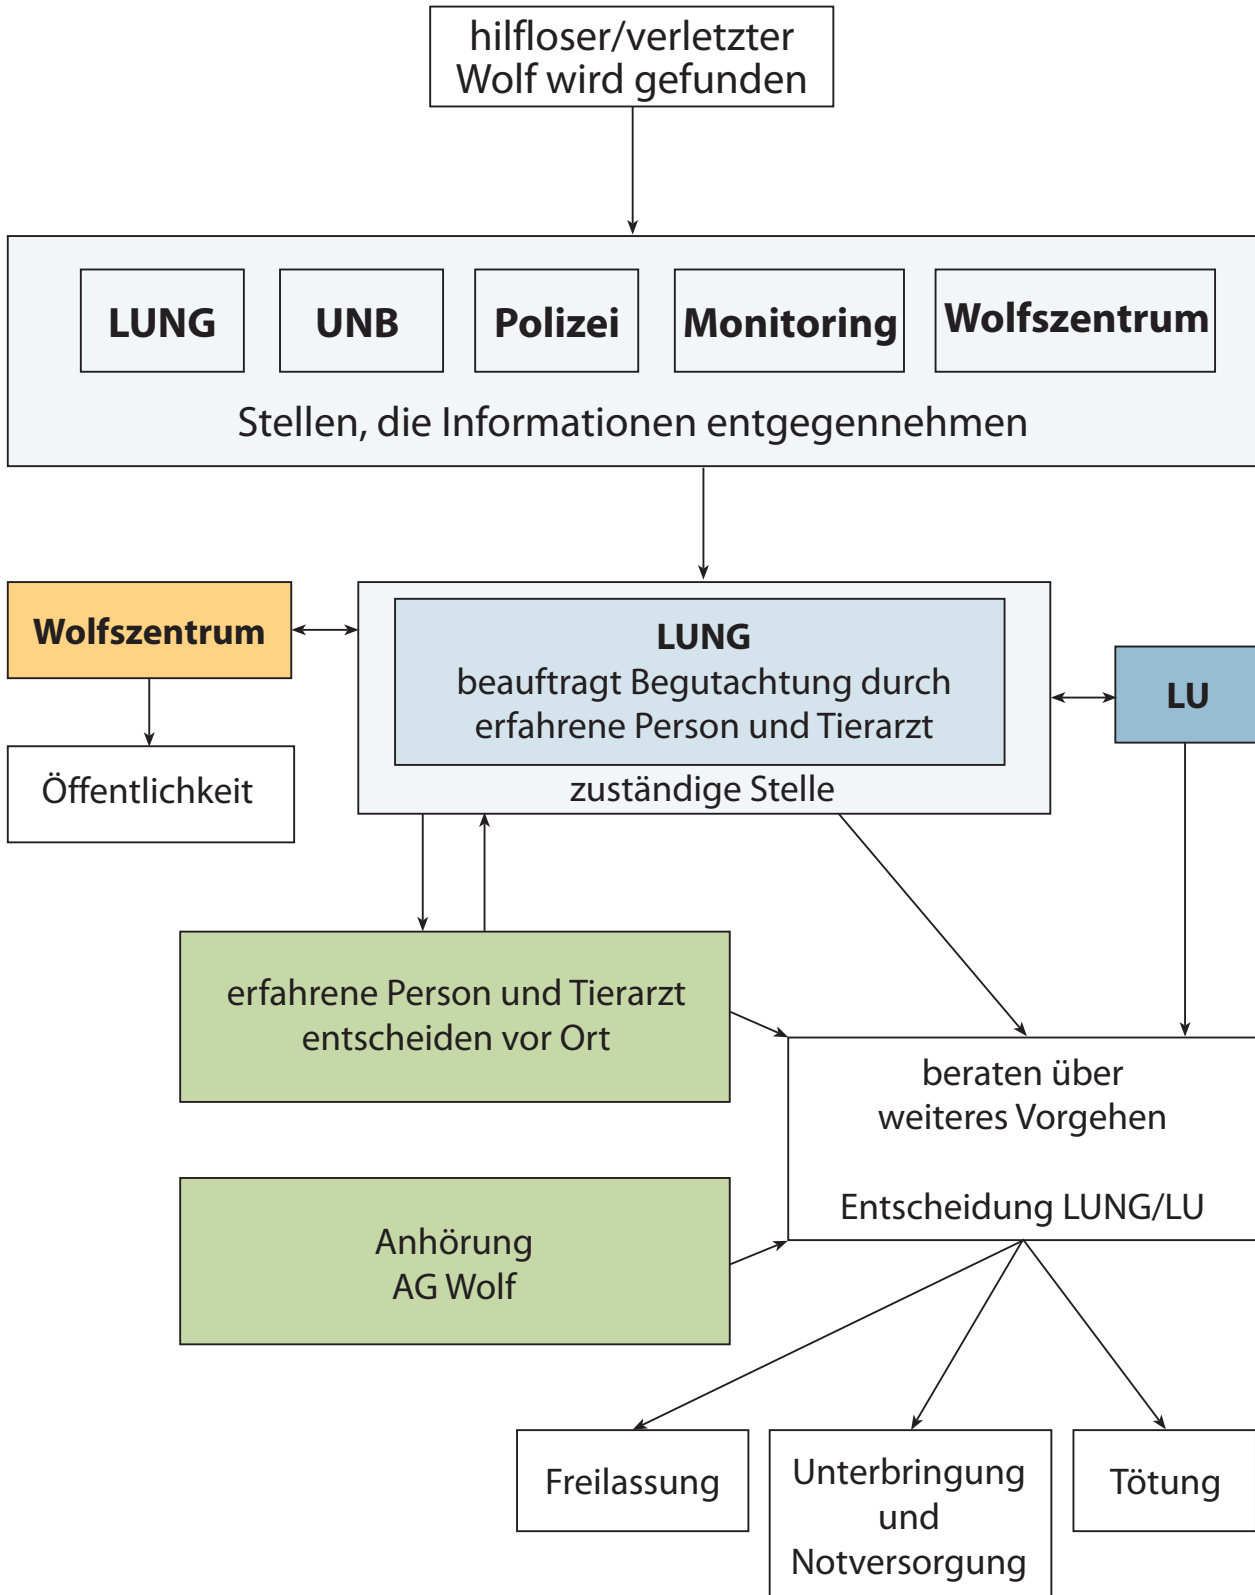 hilfloser/verletzter
Wolf wird gefunden
LUNG
UNB
Polizei
Monitoring
Wolfszentrum
Stellen, die Informationen entgegennehmen
Wolfszentrum
LUNG
beauftragt Begutachtung durch
erfahrene Person und Tierarzt
zuständige Stelle
LU
Öffentlichkeit
erfahrene Person und Tierarzt
entscheiden vor Ort
beraten über
weiteres Vorgehen
Entscheidung LUNG/LU
Anhörung
AG Wolf
Freilassung
Unterbringung
und
Notversorgung
Tötung